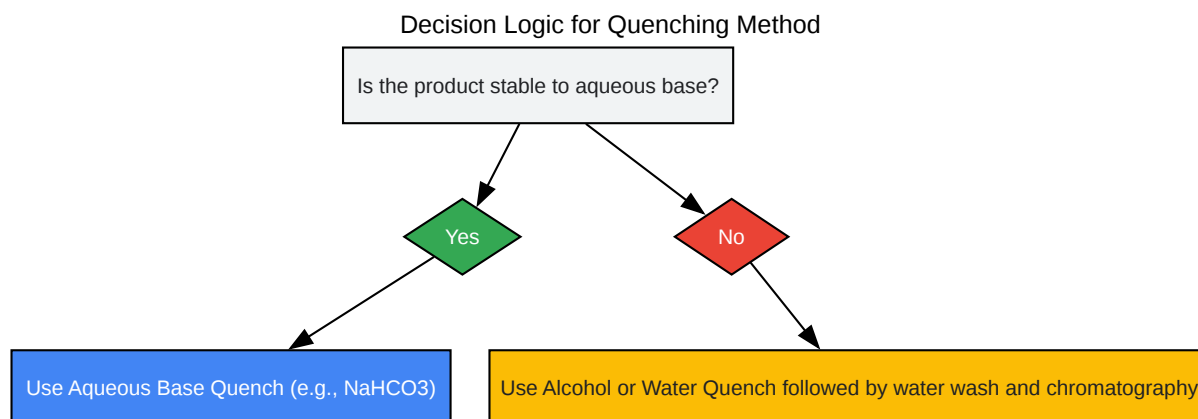 Decision Logic for Quenching Method
Is the product stable to aqueous base?
Yes
No
Use Aqueous Base Quench (e.g., NaHCO3)
Use Alcohol or Water Quench followed by water wash and chromatography